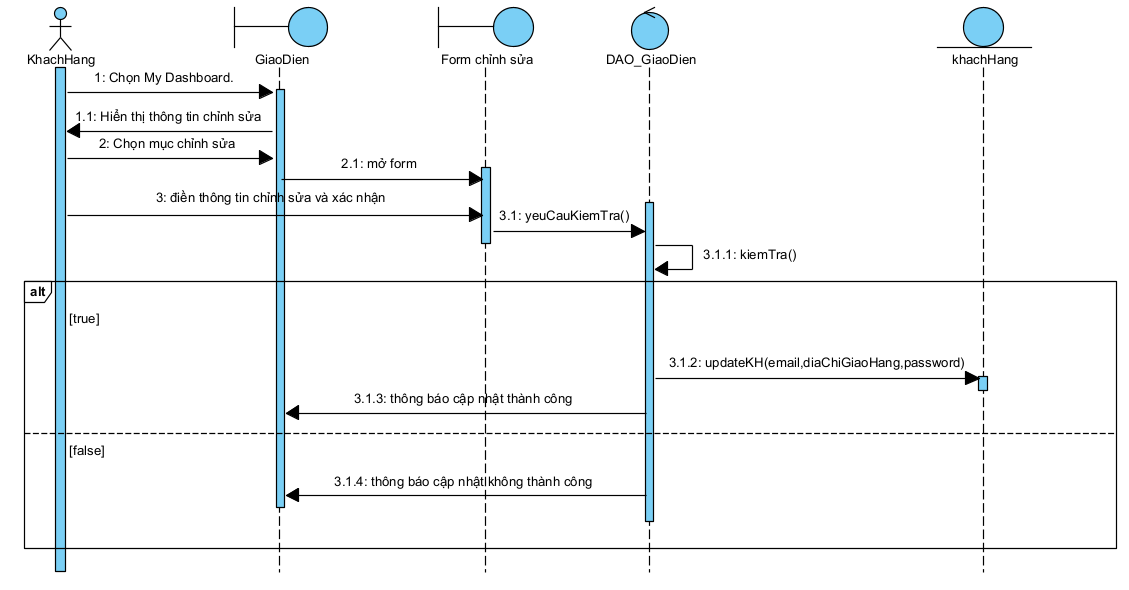 KhachHang
GiaoDien
Form chỉnh sửa
DAO_GiaoDien
khachHang
1: Chọn My Dashboard.
1.1: Hiển thị thông tin chỉnh sửa
2: Chọn mục chỉnh sửa
2.1: mở form
3: điền thông tin chỉnh sửa và xác nhận
3.1: yeuCauKiemTra()
3.1.1: kiemTra()
alt
[true]
3.1.2: updateKH(email,diaChiGiaoHang,password)
3.1.3: thông báo cập nhật thành công
[false]
3.1.4: thông báo cập nhật không thành công